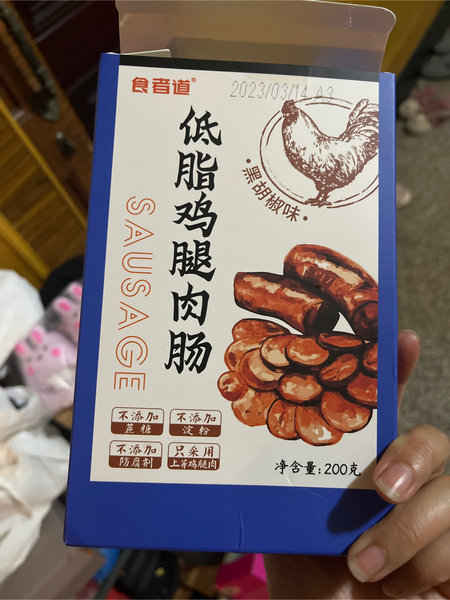 食者道®
2023/03/14 A3
低脂鸡腿肉肠
SAUSAGE
·黑胡椒味·
不添加
蔗糖
不添加
淀粉
不添加
防腐剂
只采用
上等鸡腿肉
净含量:200克